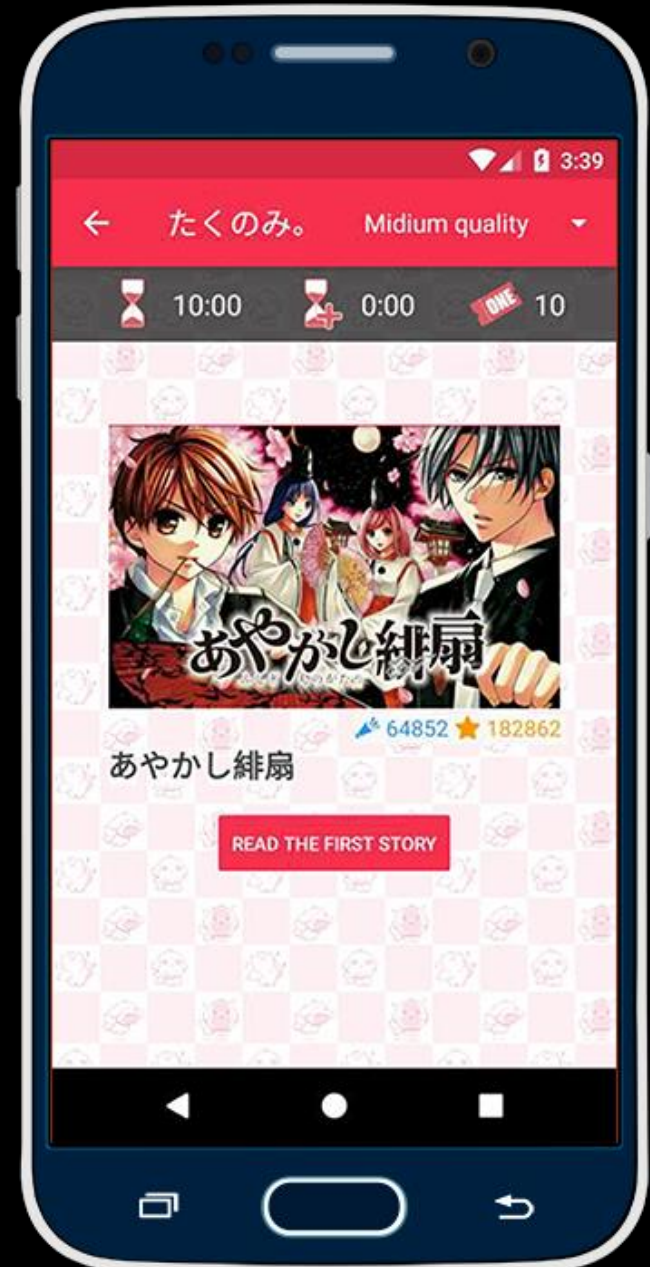 3:39
たくのみ。 Midium quality
10:00 0:00 ONE 10
あやかし緋扇
64852 182862
あやかし緋扇
READ THE FIRST STORY